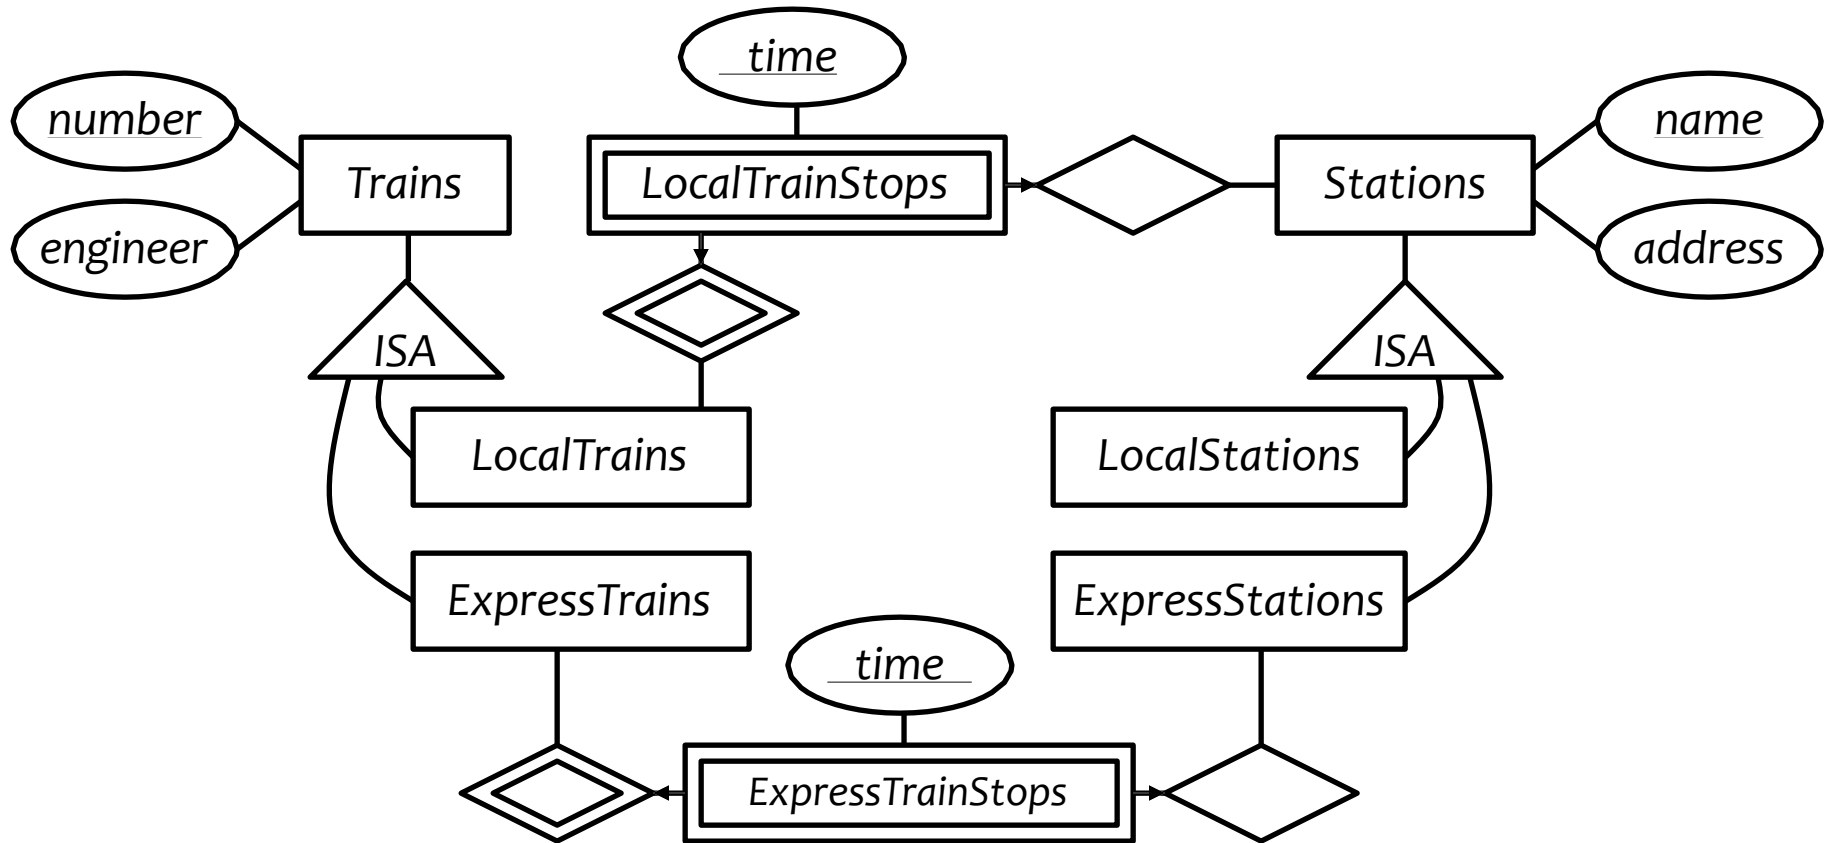 time
number
name
Trains
LocalTrainStops
Stations
engineer
address
ISA
ISA
LocalTrains
LocalStations
ExpressTrains
ExpressStations
time
ExpressTrainStops